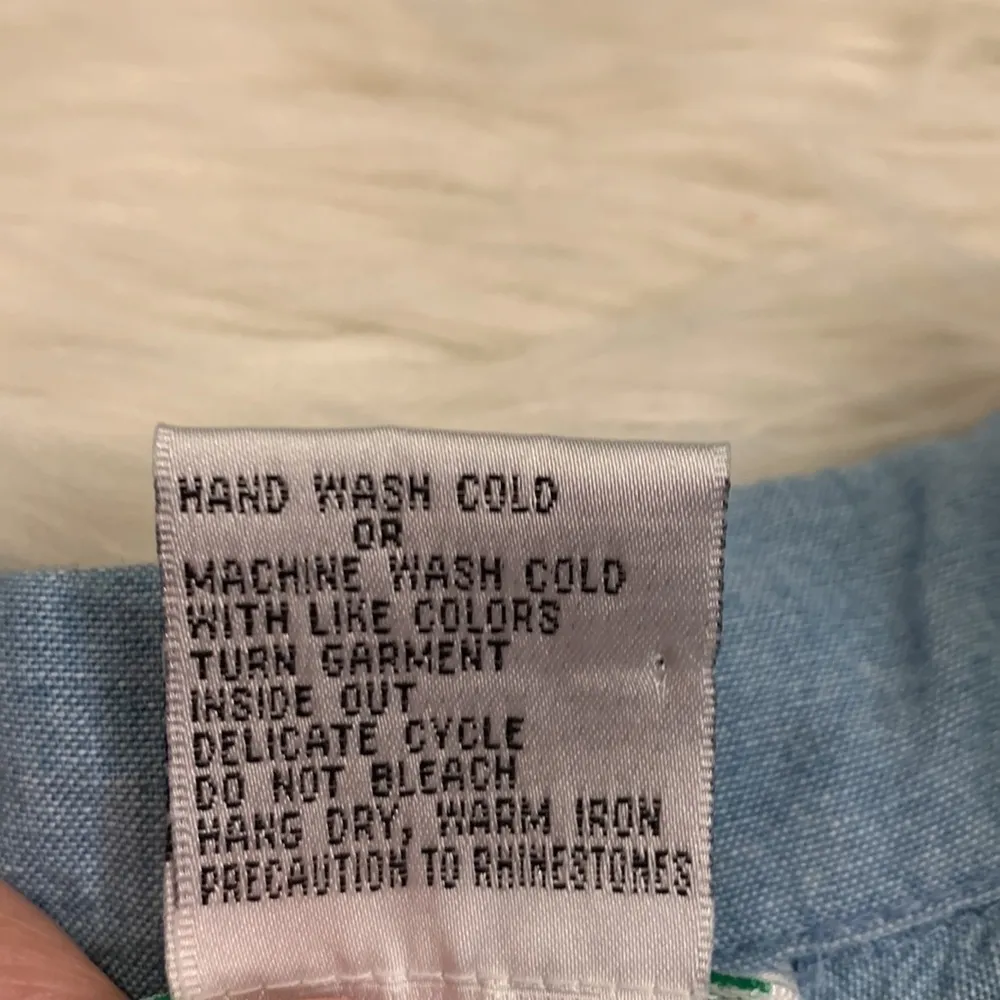 HAND WASH COLD
OR
MACHINE WASH COLD
WITH LIKE COLORS
TURN GARMENT
INSIDE OUT
DELICATE CYCLE
DO NOT BLEACH
HANG DRY, WARM IRON
PRECAUTION TO RHINESTONES